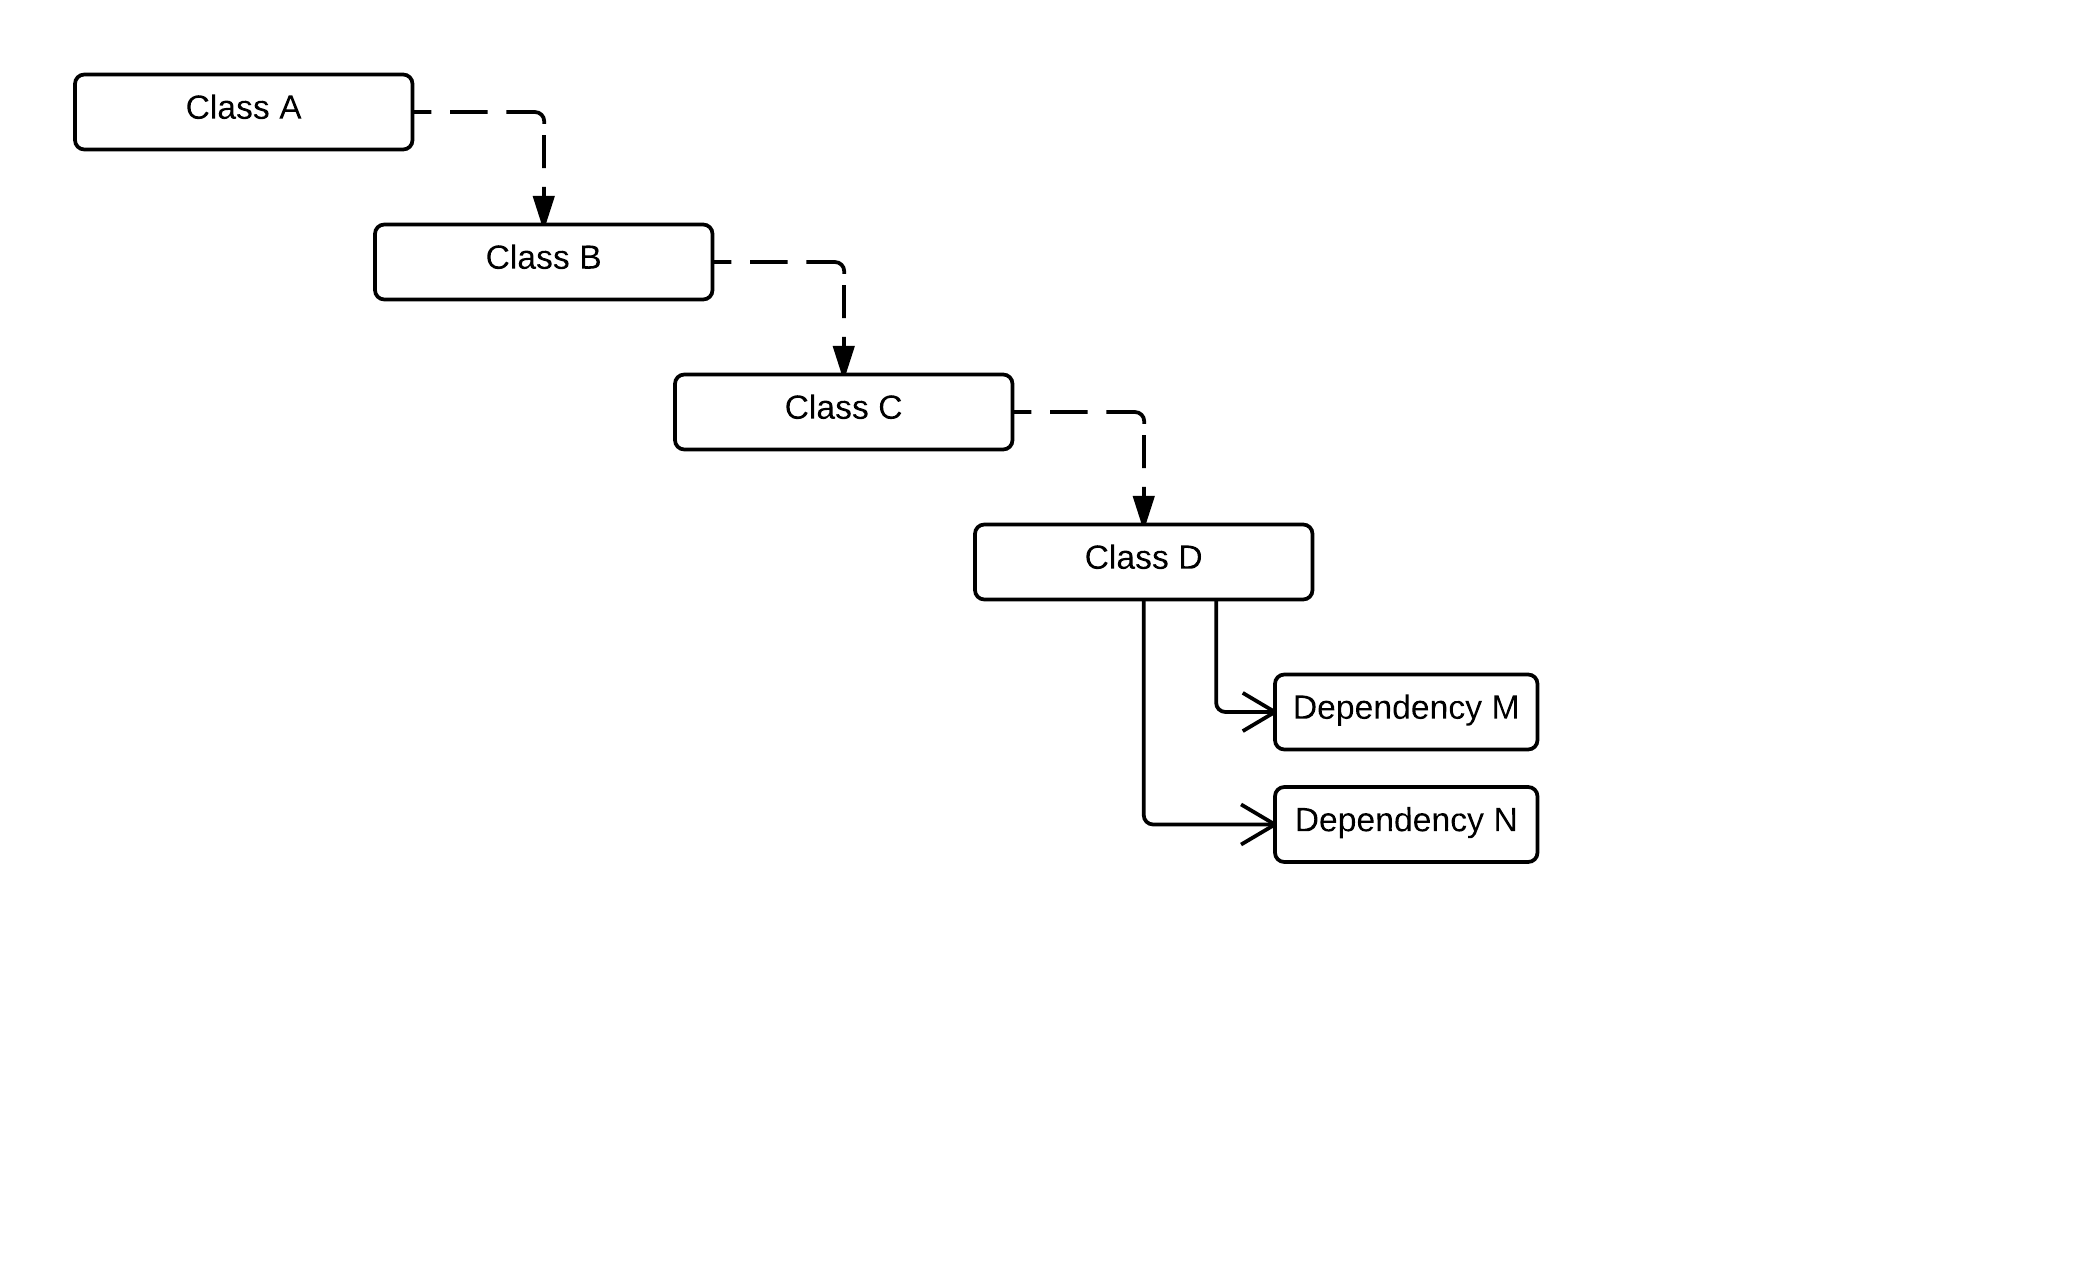 Class A
Class B
Class C
Class D
Dependency M
Dependency N